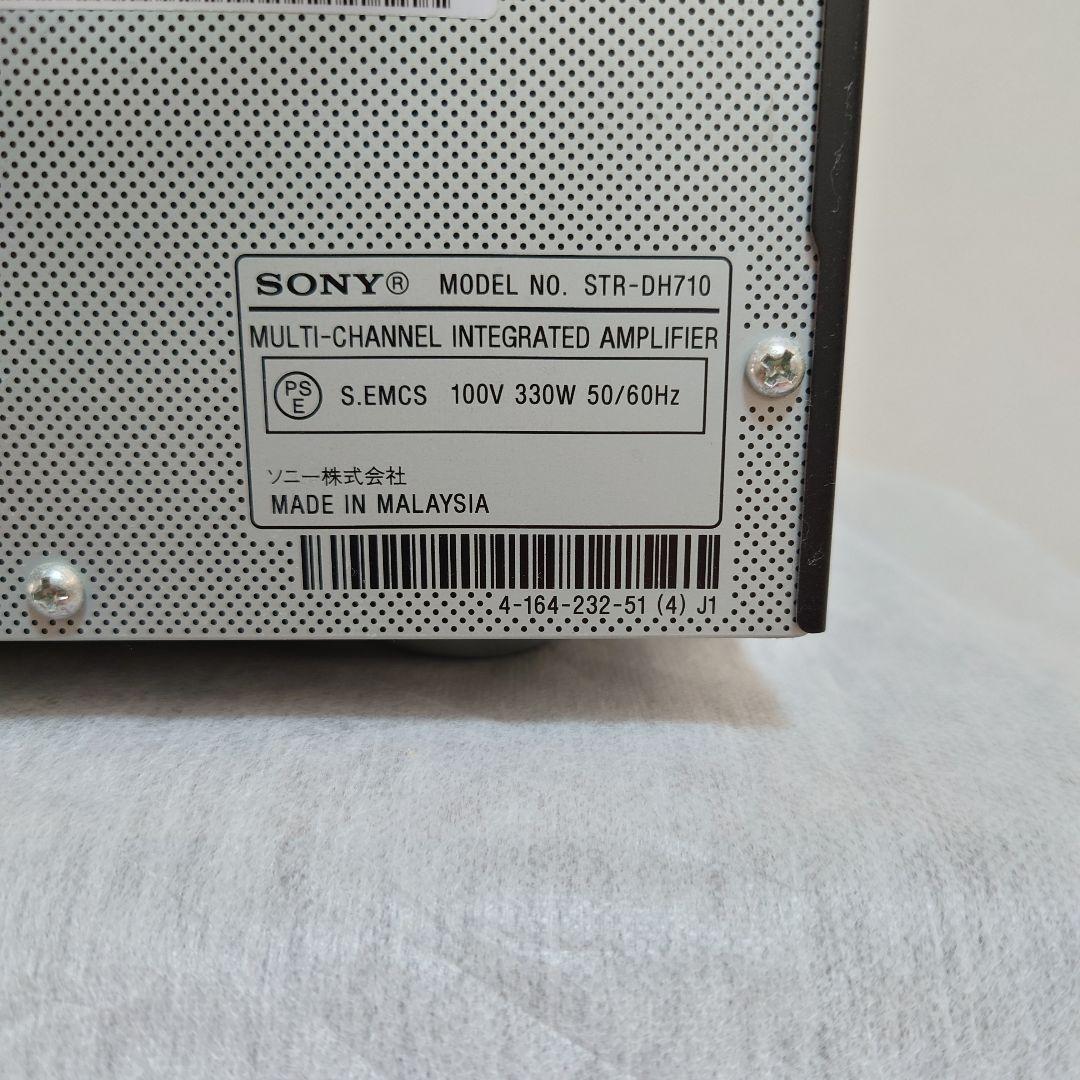 SONY® MODEL NO. STR-DH710
MULTI-CHANNEL INTEGRATED AMPLIFIER
PS
E
S.EMCS 100V 330W 50/60Hz
ソニー株式会社
MADE IN MALAYSIA
4-164-232-51 (4) J1